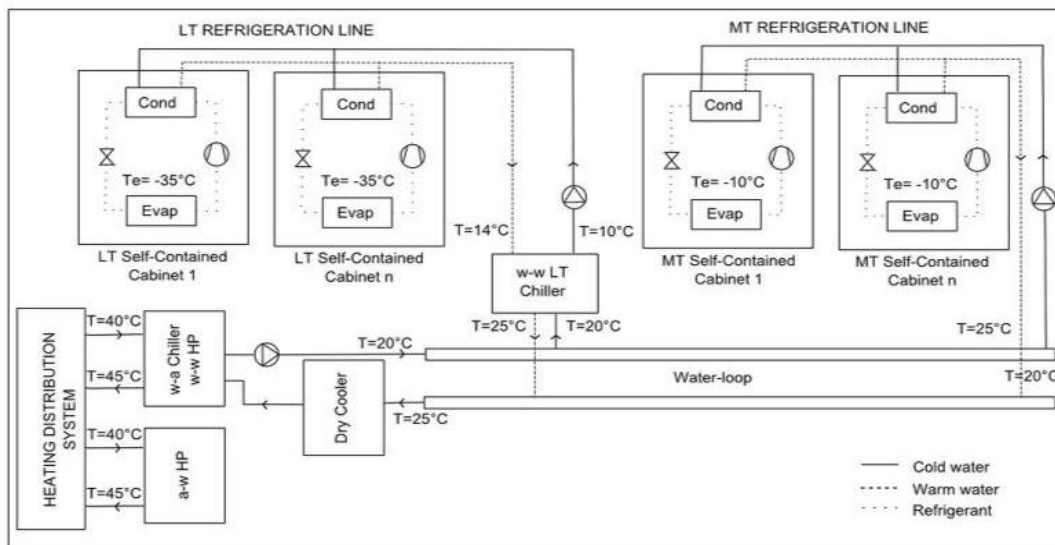 LT REFRIGERATION LINE
MT REFRIGERATION LINE
Cond
Te= -35°C
Evap
LT Self-Contained
Cabinet 1
Cond
Te= -35°C
Evap
LT Self-Contained
Cabinet n
T=14°C
T=10°C
w-w LT
Chiller
T=25°C
T=20°C
Cond
Te= -10°C
Evap
MT Self-Contained
Cabinet 1
Cond
Te= -10°C
Evap
MT Self-Contained
Cabinet n
T=25°C
T=20°C
HEATING DISTRIBUTION
SYSTEM
T=40°C
T=45°C
T=40°C
T=45°C
w-a Chiller
w-w HP
a-w HP
T=20°C
Dry Cooler
T=25°C
Water-loop
Cold water
Warm water
Refrigerant